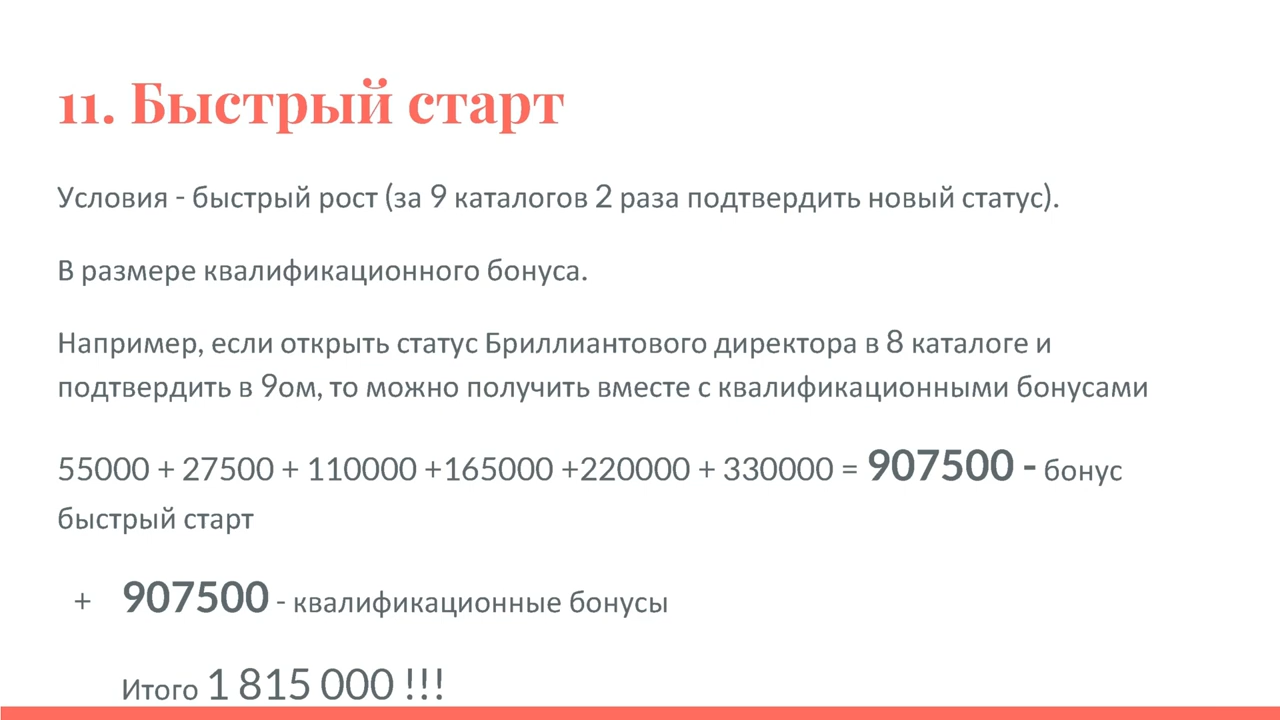 11. Быстрый старт
Условия - быстрый рост (за 9 каталогов 2 раза подтвердить новый статус).
В размере квалификационного бонуса.
Например, если открыть статус Бриллиантового директора в 8 каталоге и
подтвердить в 9ом, то можно получить вместе с квалификационными бонусами
55000 + 27500 + 110000 +165000 +220000 + 330000 = 907500 - бонус
быстрый старт
+ 907500 - квалификационные бонусы
Итого 1 815 000 !!!